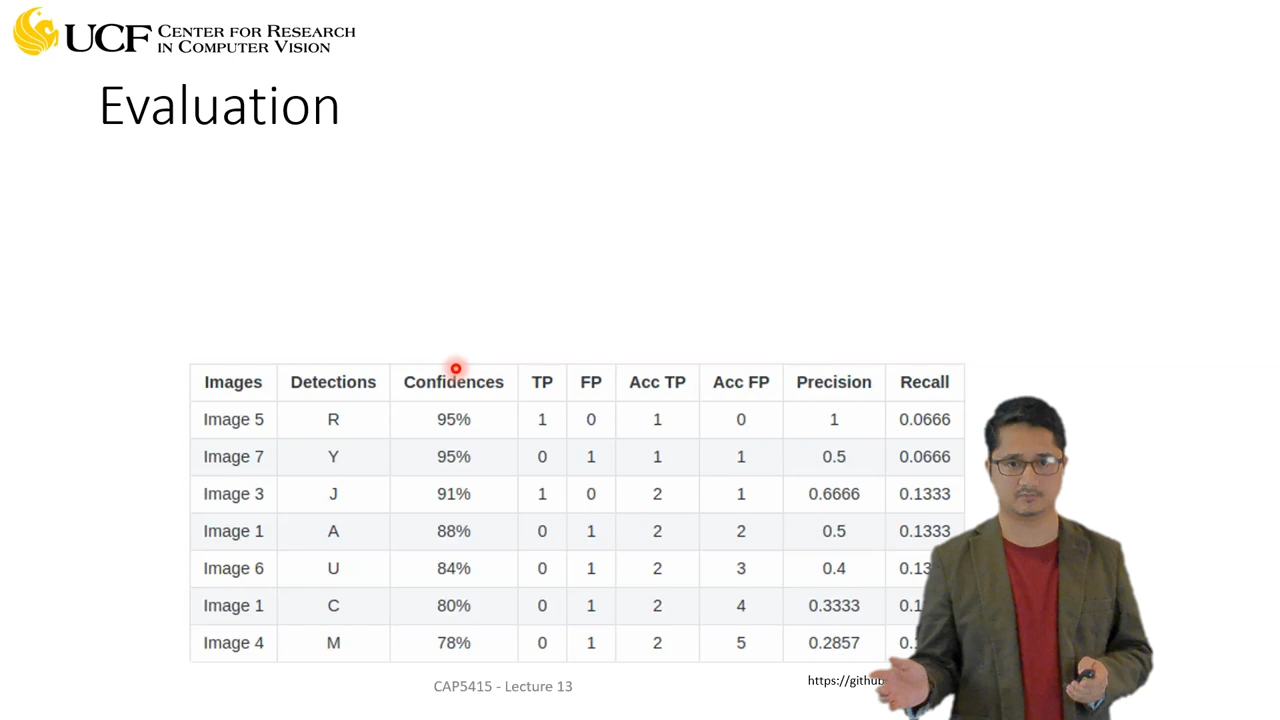 UCF CENTER FOR RESEARCH
IN COMPUTER VISION
Evaluation
Images Detections Confidences TP FP Acc TP Acc FP Precision Recall
Image 5 R 95% 1 0 1 0 1 0.0666
Image 7 Y 95% 0 1 1 1 0.5 0.0666
Image 3 J 91% 1 0 2 1 0.6666 0.1333
Image 1 A 88% 0 1 2 2 0.5 0.1333
Image 6 U 84% 0 1 2 3 0.4
Image 1 C 80% 0 1 2 4 0.3333
Image 4 M 78% 0 1 2 5 0.2857
CAP5415 - Lecture 13
https://github